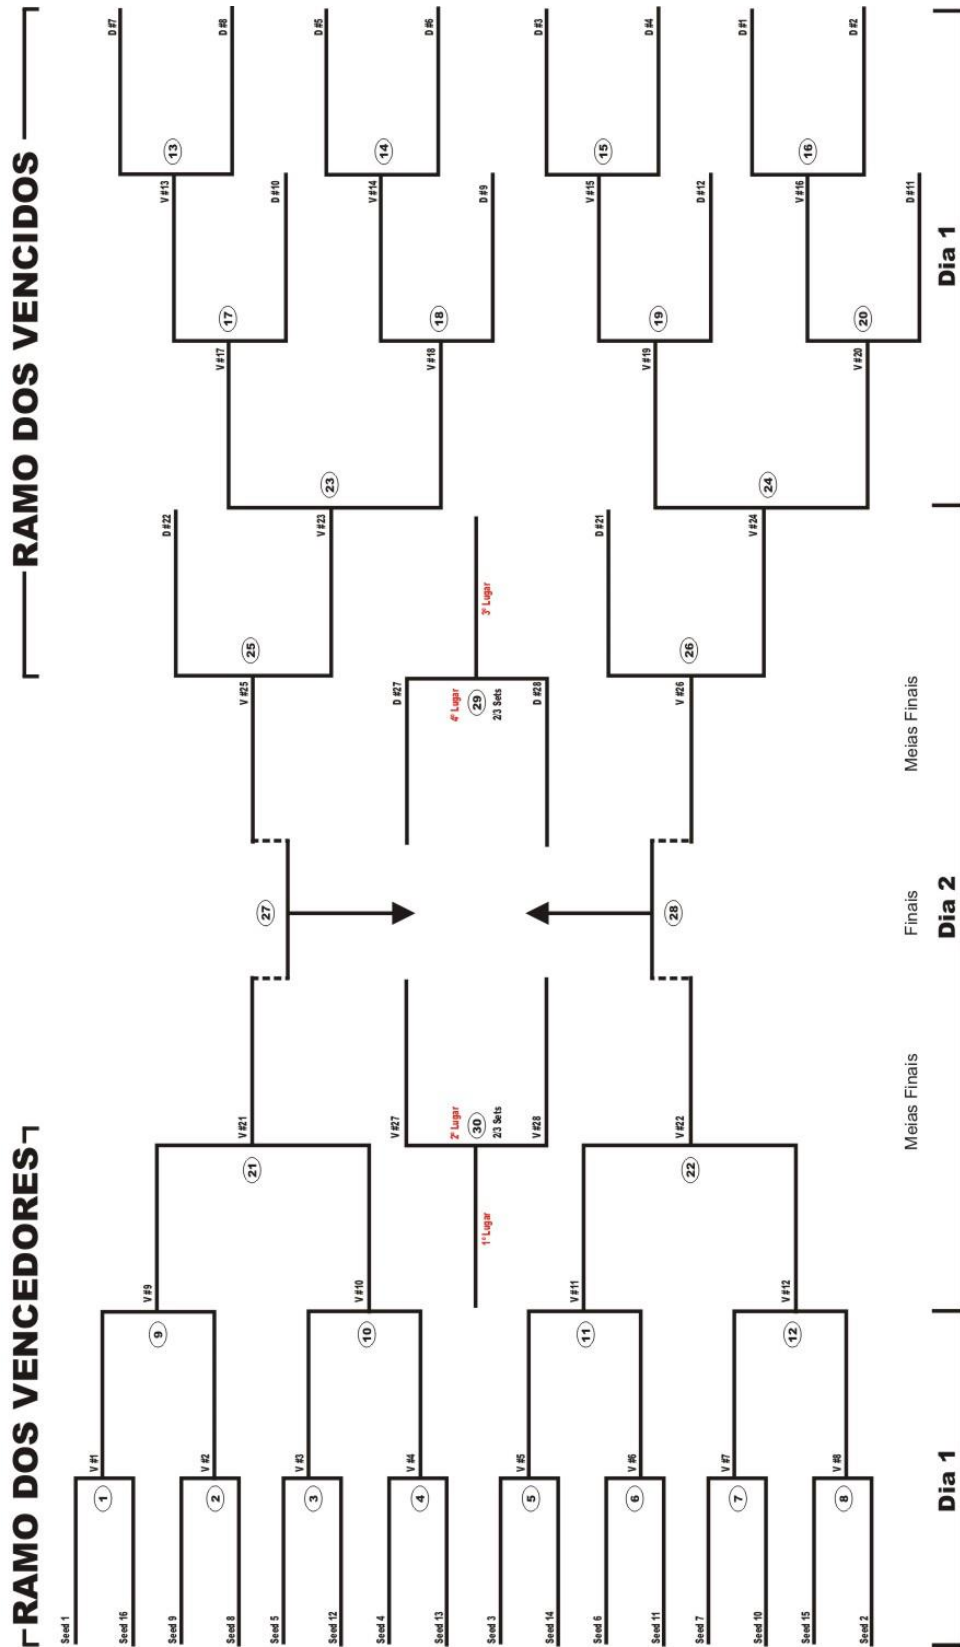 RAMO DOS VENCEDORES
RAMO DOS VENCIDOS
Seed 1
Seed 16
Seed 9
Seed 8
Seed 5
Seed 12
Seed 4
Seed 13
Seed 3
Seed 14
Seed 6
Seed 11
Seed 7
Seed 10
Seed 15
Seed 2
1
2
3
4
5
6
7
8
V #1
V #2
V #3
V #4
V #5
V #6
V #7
V #8
9
10
11
12
V #9
V #10
V #11
V #12
21
22
V #21
V #22
1º Lugar
2º Lugar
30
2/3 Sets
V #27
V #28
27
28
D #27
D #28
4º Lugar
29
2/3 Sets
3º Lugar
V #25
V #26
25
26
D #22
V #23
D #21
V #24
23
24
V #17
V #18
V #19
V #20
17
18
19
20
V #13
D #10
V #14
D #9
V #15
D #12
V #16
D #11
13
14
15
16
D #7
D #8
D #5
D #6
D #3
D #4
D #1
D #2
Meias Finais
Finais
Meias Finais
Dia 1
Dia 2
Dia 1